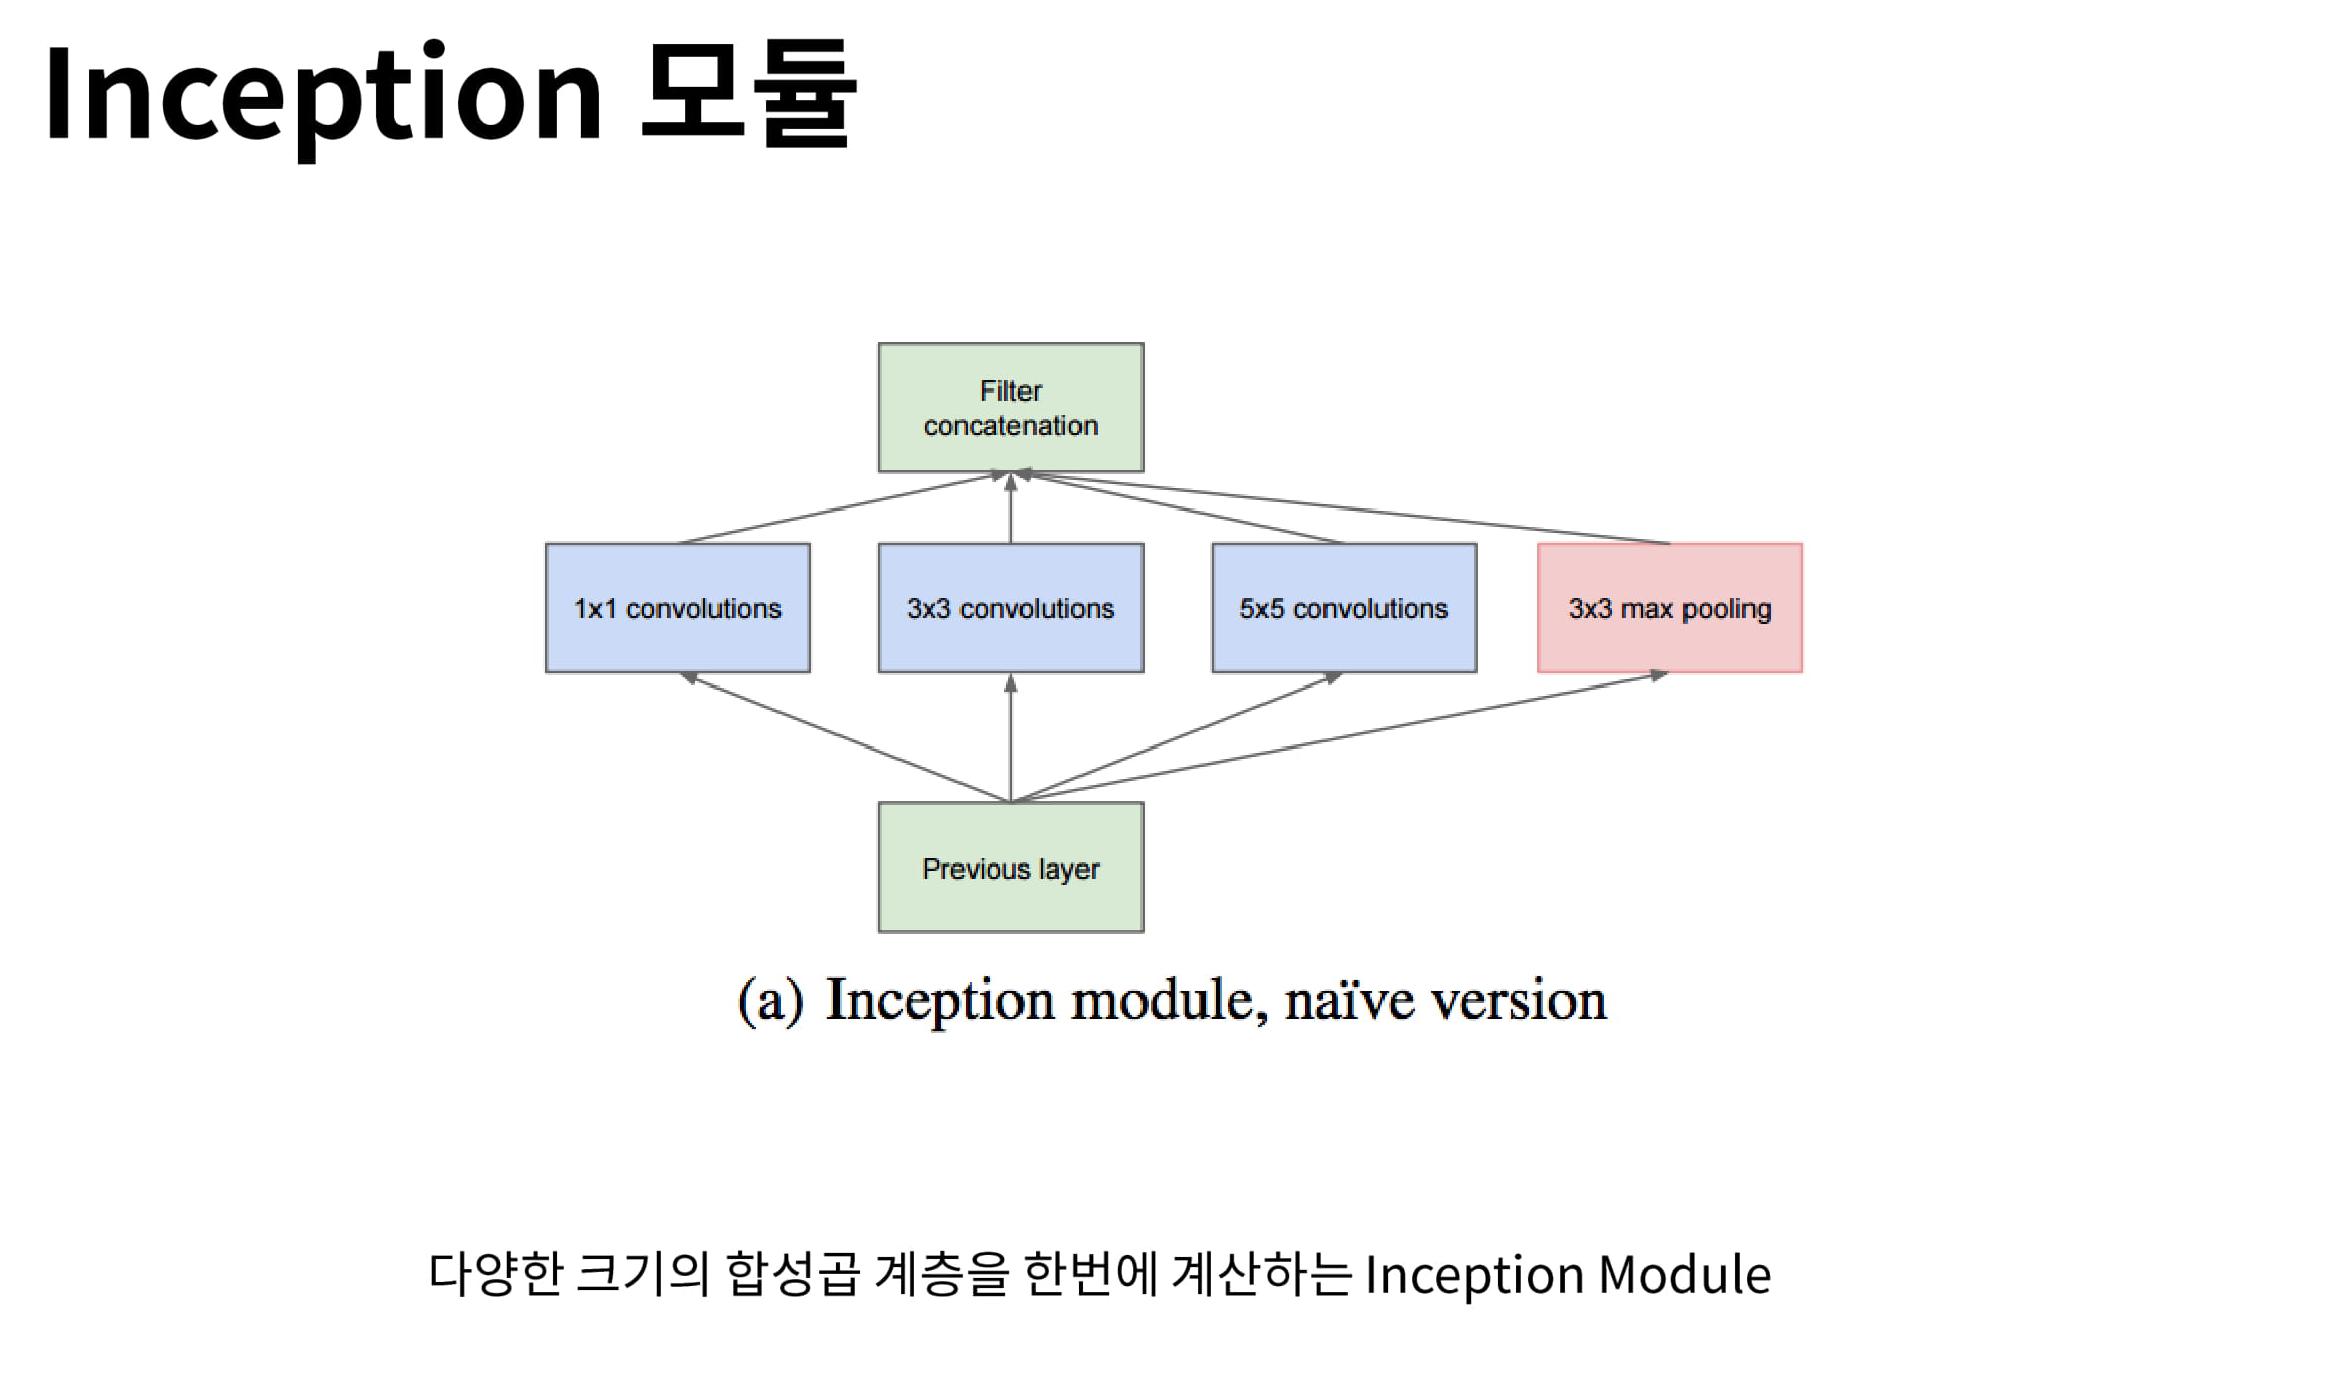 Inception 모듈
Filter
concatenation
1x1 convolutions
3x3 convolutions
5x5 convolutions
3x3 max pooling
Previous layer
(a) Inception module, naïve version
다양한 크기의 합성곱 계층을 한번에 계산하는 Inception Module